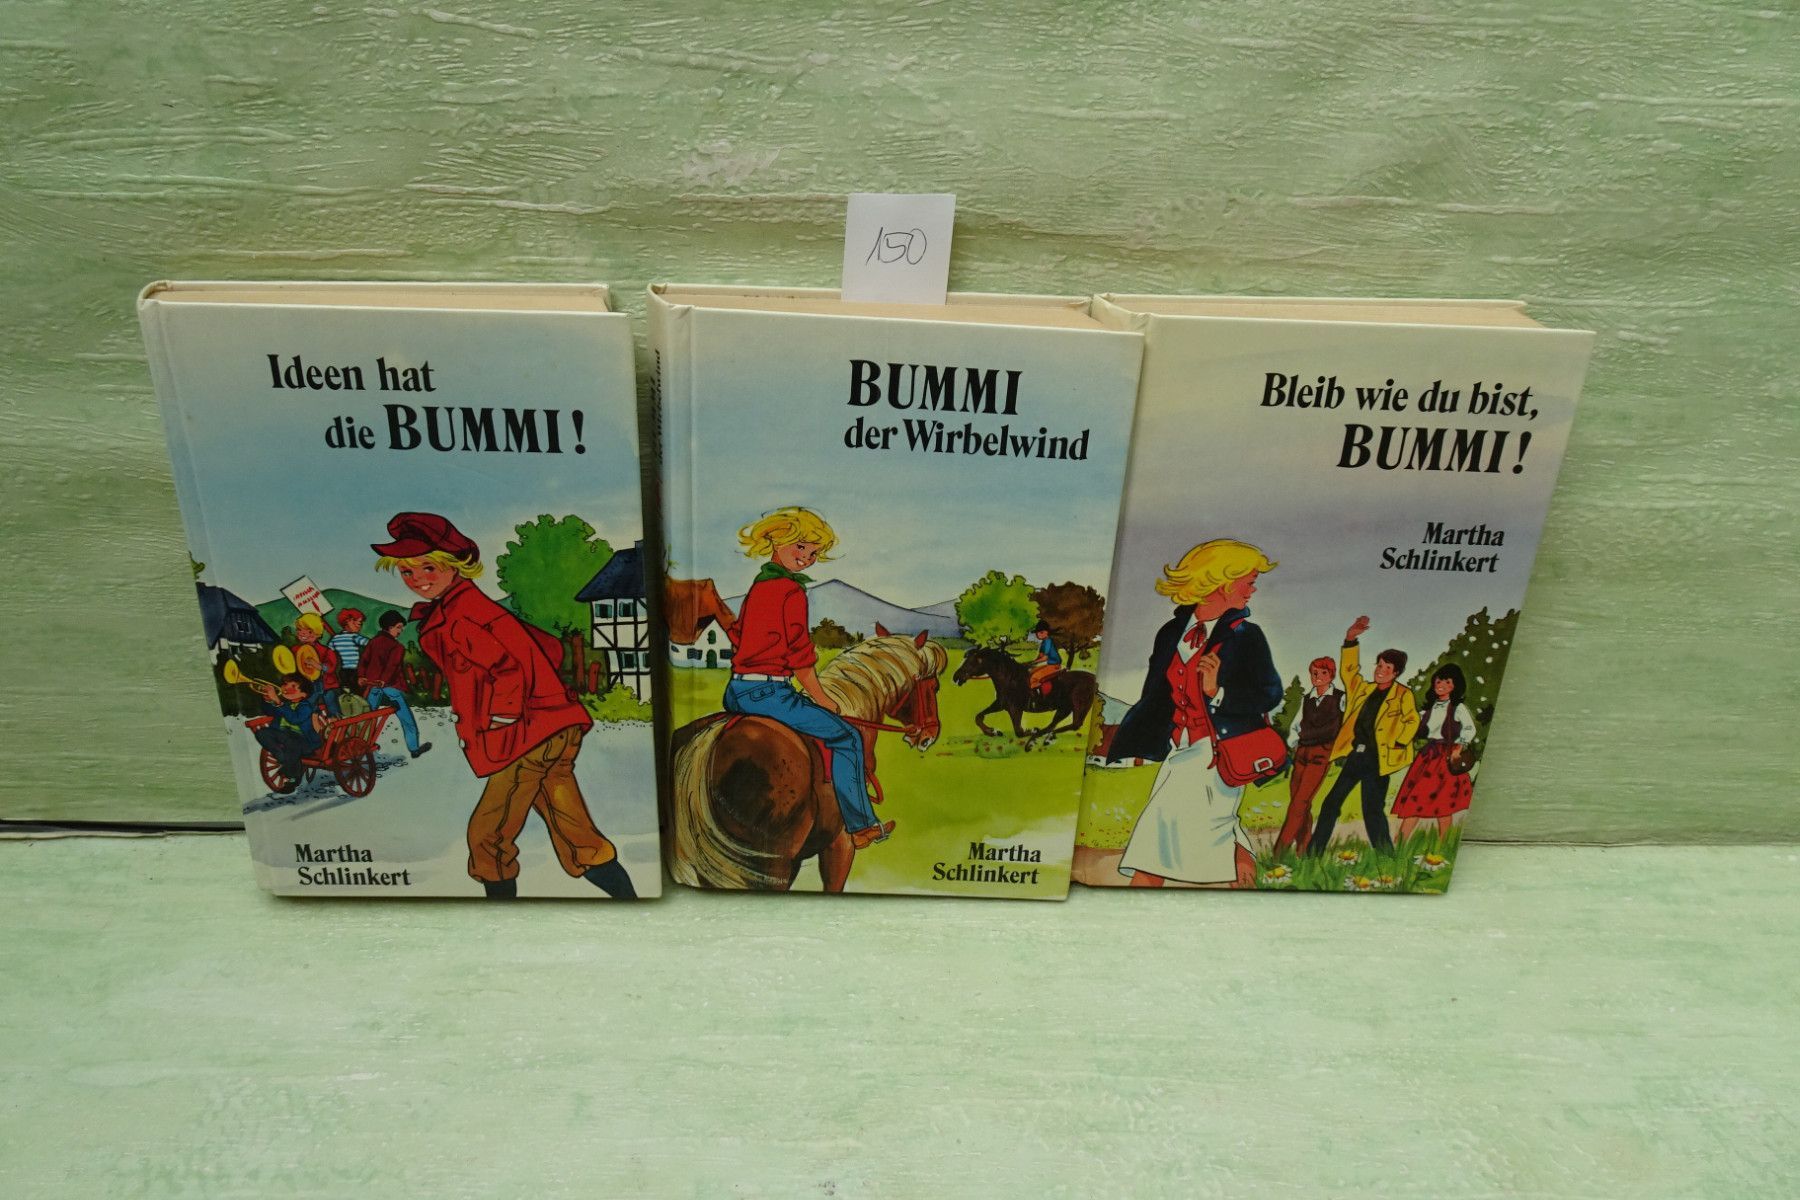 150
Ideen hat
die BUMMI!
Martha
Schlinkert
BUMMI
der Wirbelwind
Martha
Schlinkert
Bleib wie du bist,
BUMMI!
Martha
Schlinkert